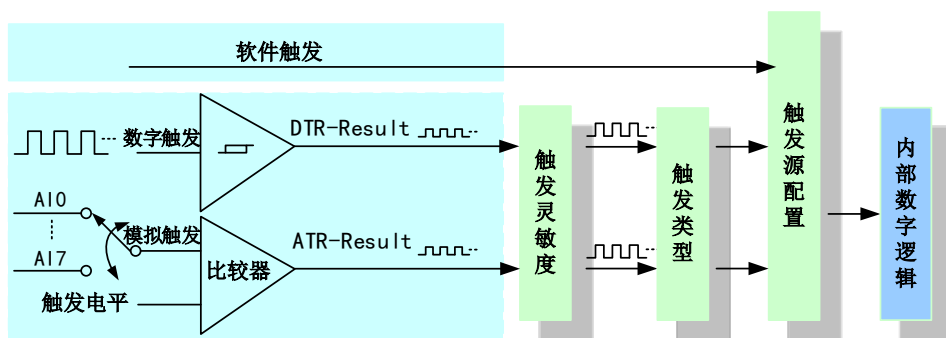 软件触发
数字触发
DTR-Result
AI0
AI7
模拟触发
触发电平
比较器
ATR-Result
触发灵敏度
触发类型
触发源配置
内部数字逻辑